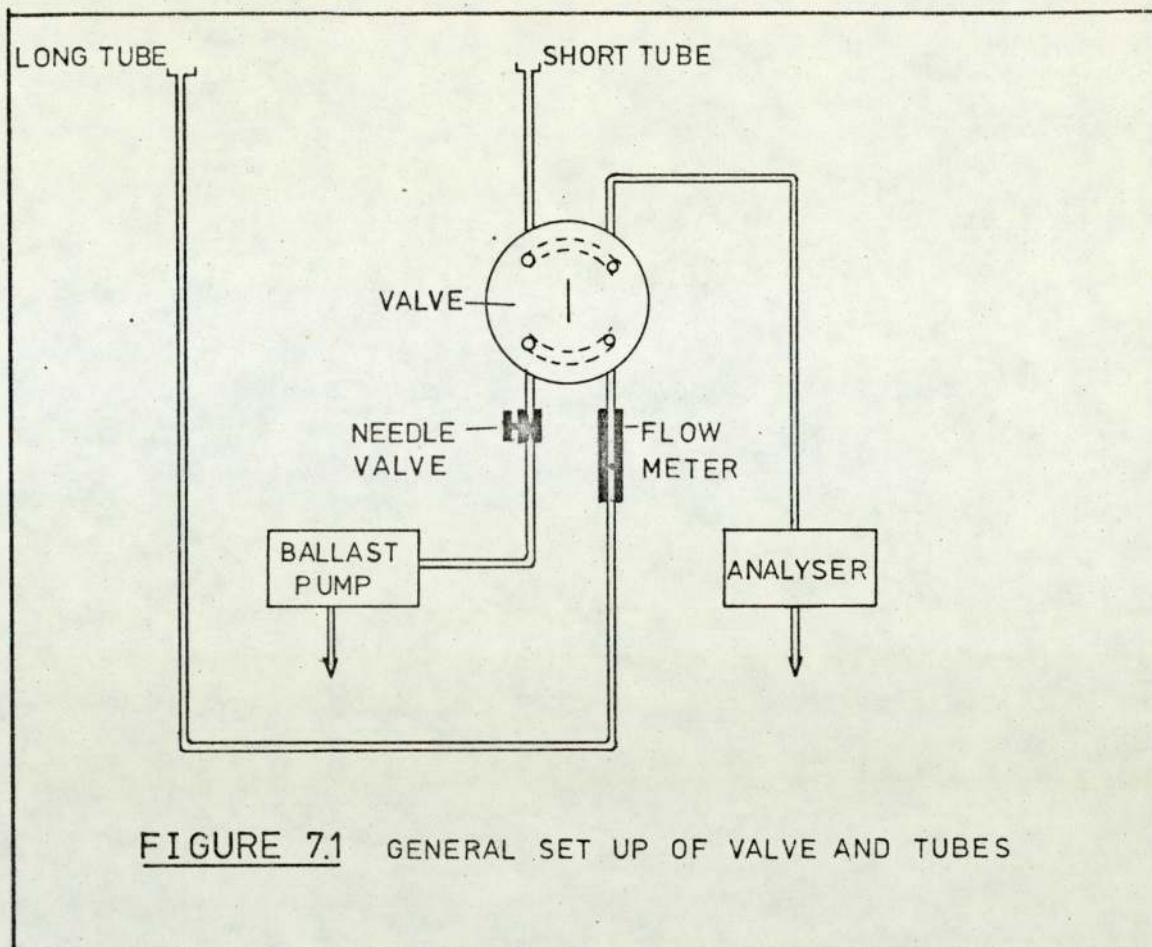 LONG TUBE
SHORT TUBE
VALVE
NEEDLE
VALVE
FLOW
METER
BALLAST
PUMP
ANALYSER
FIGURE 7.1 GENERAL SET UP OF VALVE AND TUBES